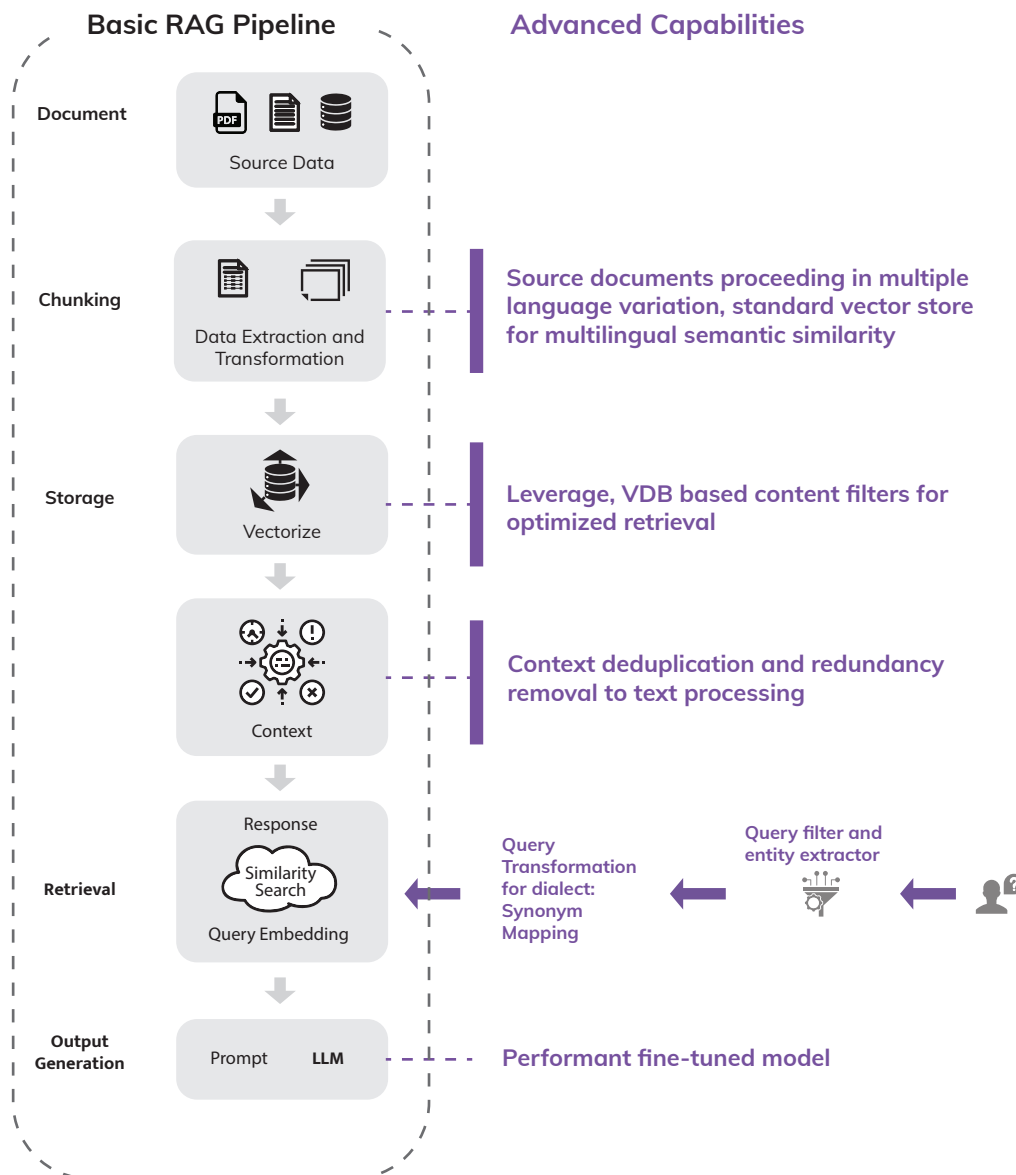 Basic RAG Pipeline
Advanced Capabilities
Document
PDF
Source Data
Chunking
Data Extraction and
Transformation
Source documents proceeding in multiple
language variation, standard vector store
for multilingual semantic similarity
Storage
Vectorize
Leverage, VDB based content filters for
optimized retrieval
Context
Context deduplication and redundancy
removal to text processing
Retrieval
Response
Similarity
Search
Query Embedding
Query
Transformation
for dialect:
Synonym
Mapping
Query filter and
entity extractor
?
Output
Generation
Prompt
LLM
Performant fine-tuned model